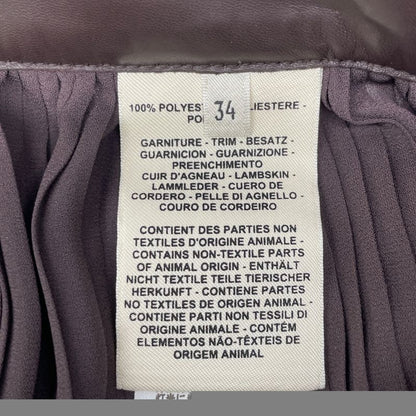 100% POLYES
34
LIESTERE -
PO
GARNITURE - TRIM - BESATZ -
GUARNICION - GUARNIZIONE -
PREENCHIMENTO
CUIR D'AGNEAU - LAMBSKIN -
LAMMLEDER - CUERO DE
CORDERO - PELLE DI AGNELLO -
COURO DE CORDEIRO
CONTIENT DES PARTIES NON
TEXTILES D'ORIGINE ANIMALE -
CONTAINS NON-TEXTILE PARTS
OF ANIMAL ORIGIN - ENTHÄLT
NICHT TEXTILE TEILE TIERISCHER
HERKUNFT - CONTIENE PARTES
NO TEXTILES DE ORIGEN ANIMAL -
CONTIENE PARTI NON TESSILI DI
ORIGINE ANIMALE - CONTÉM
ELEMENTOS NÃO-TÊXTEIS DE
ORIGEM ANIMAL